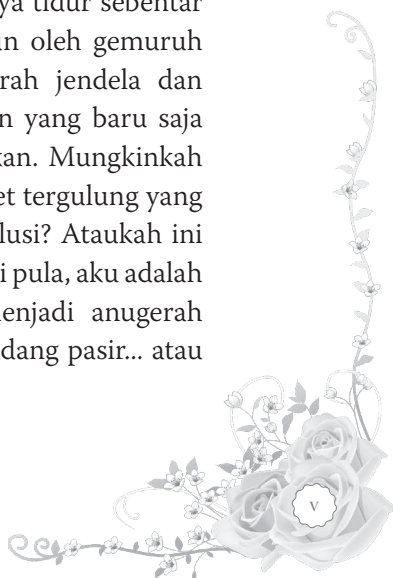 ya tidur sebentar
n oleh gemuruh
rah jendela dan
n yang baru saja
kan. Mungkinkah
et tergulung yang
lusi? Ataukah ini
i pula, aku adalah
enjadi anugerah
dang pasir... atau
v